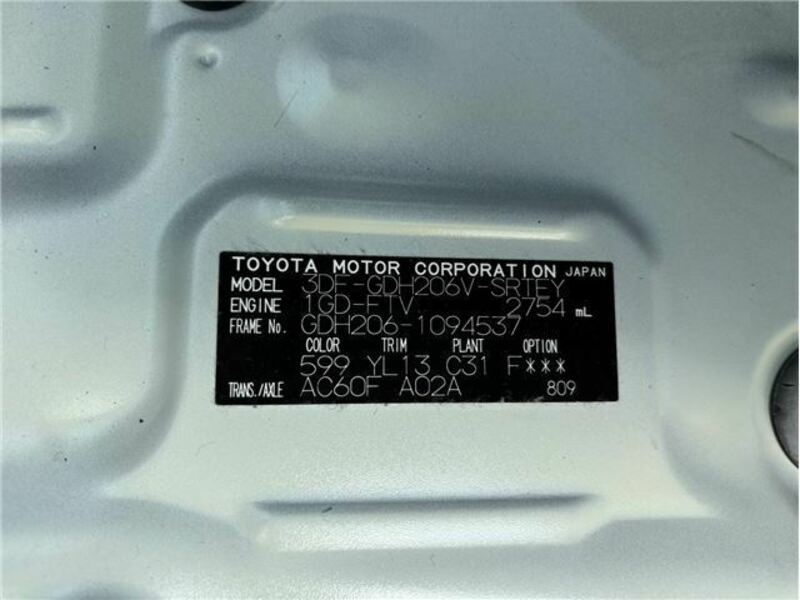 TOYOTA MOTOR CORPORATION JAPAN
MODEL 3DF-GDH206V-SRTEY
ENGINE 1GD-FTV 2754 mL
FRAME No. GDH206-1094537
COLOR TRIM PLANT OPTION
599 YL13 C31 F***
TRANS./AXLE AC60F A02A 809